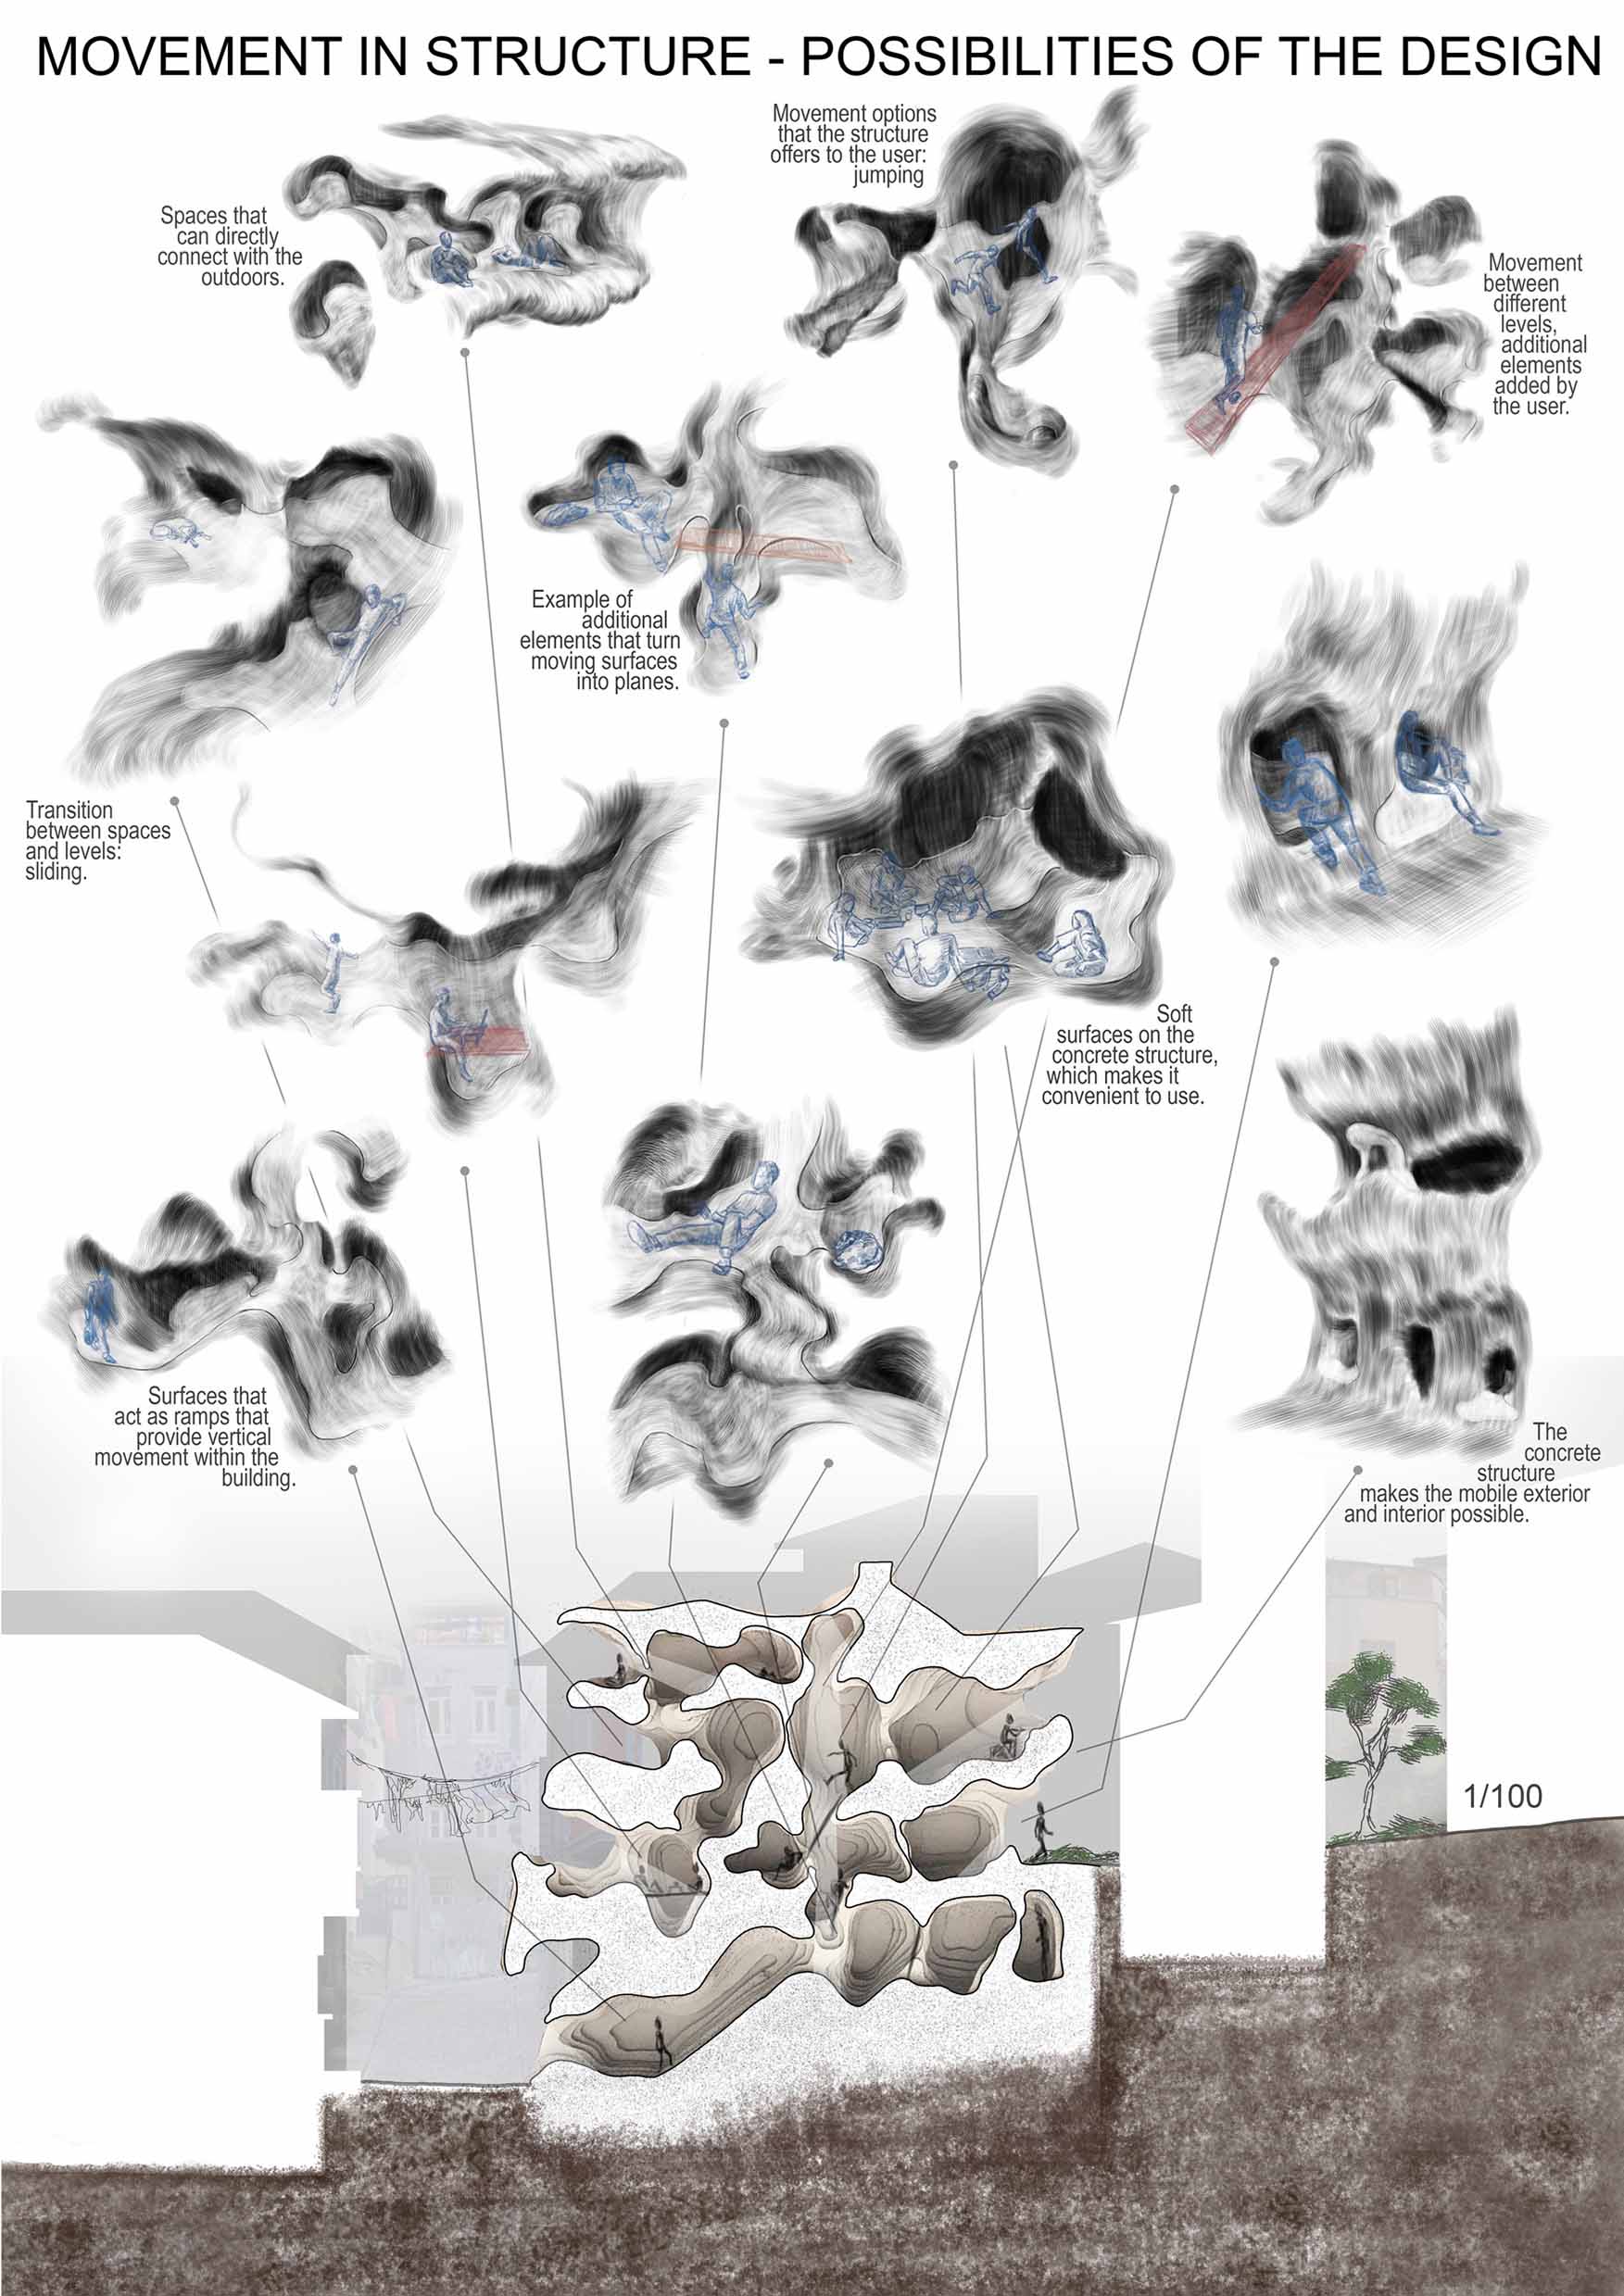 MOVEMENT IN STRUCTURE - POSSIBILITIES OF THE DESIGN
Movement options
that the structure
offers to the user:
jumping
Spaces that
can directly
connect with the
outdoors.
Movement
between
different
levels,
additional
elements
added by
the user.
Example of
additional
elements that turn
moving surfaces
into planes.
Transition
between spaces
and levels:
sliding.
Soft
surfaces on the
concrete structure,
which makes it
convenient to use.
Surfaces that
act as ramps that
provide vertical
movement within the
building.
The
concrete
structure
makes the mobile exterior
and interior possible.
1/100